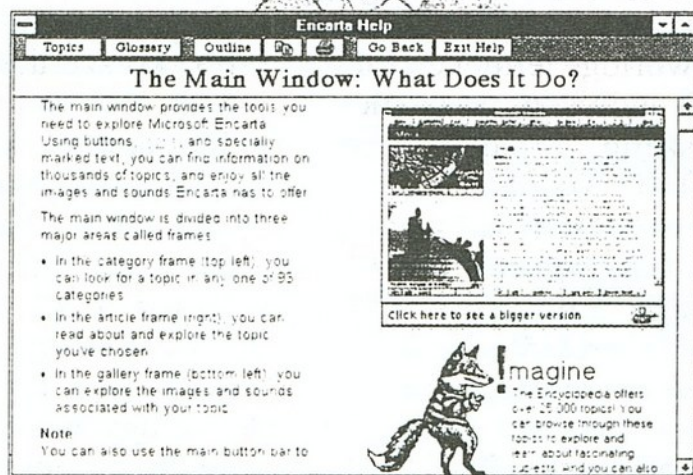 Encarta Help
Topics Glossary Outline Go Back Exit Help
The Main Window: What Does It Do?
The main window provides the tools you
need to explore Microsoft Encarta
Using buttons, and specially
marked text, you can find information on
thousands of topics, and enjoy all the
images and sounds Encarta has to offer
The main window is divided into three
major areas called frames
• In the category frame (top left), you
can look for a topic in any one of 93
categories
• In the article frame (right), you can
read about and explore the topic
you've chosen
• In the gallery frame (bottom left), you
can explore the images and sounds
associated with your topic
Note
You can also use the main button bar to
Click here to see a bigger version
Imagine
The Encyclopedia offers
over 25,000 topics! You
can browse through these
topics to explore and
learn about fascinating
subjects. And you can also